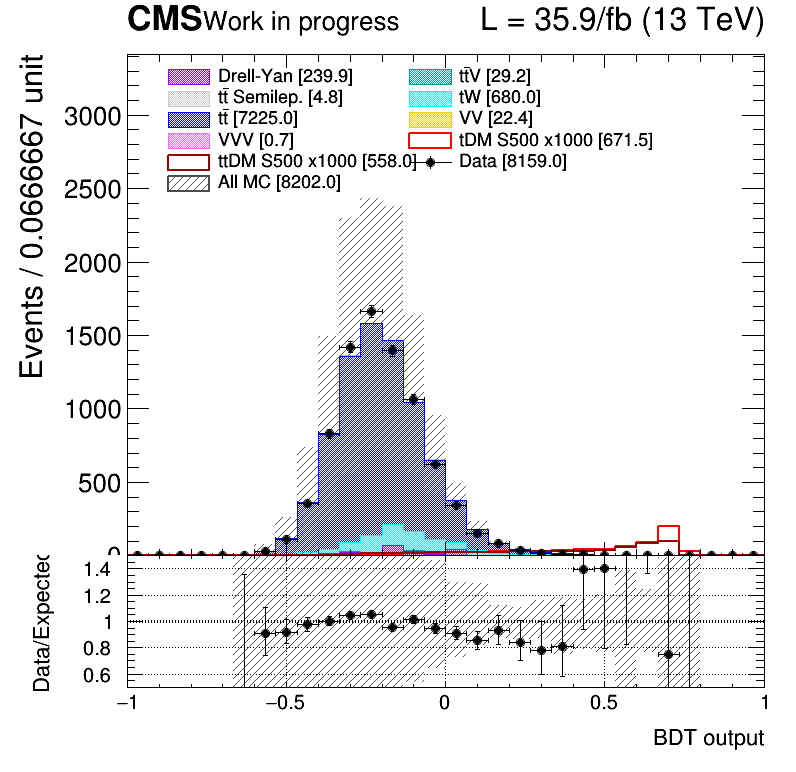 CMS Work in progress L = 35.9/fb (13 TeV)
Events / 0.0666667 unit
Drell-Yan [239.9] tt̄V [29.2]
tt̄ Semilep. [4.8] tW [680.0]
tt̄ [7225.0] VV [22.4]
VVV [0.7] tDM S500 x1000 [671.5]
ttDM S500 x1000 [558.0] Data [8159.0]
All MC [8202.0]
3000
2500
2000
1500
1000
500
0
Data/Expected
1.4
1.2
1
0.8
0.6
−1 −0.5 0 0.5 1
BDT output